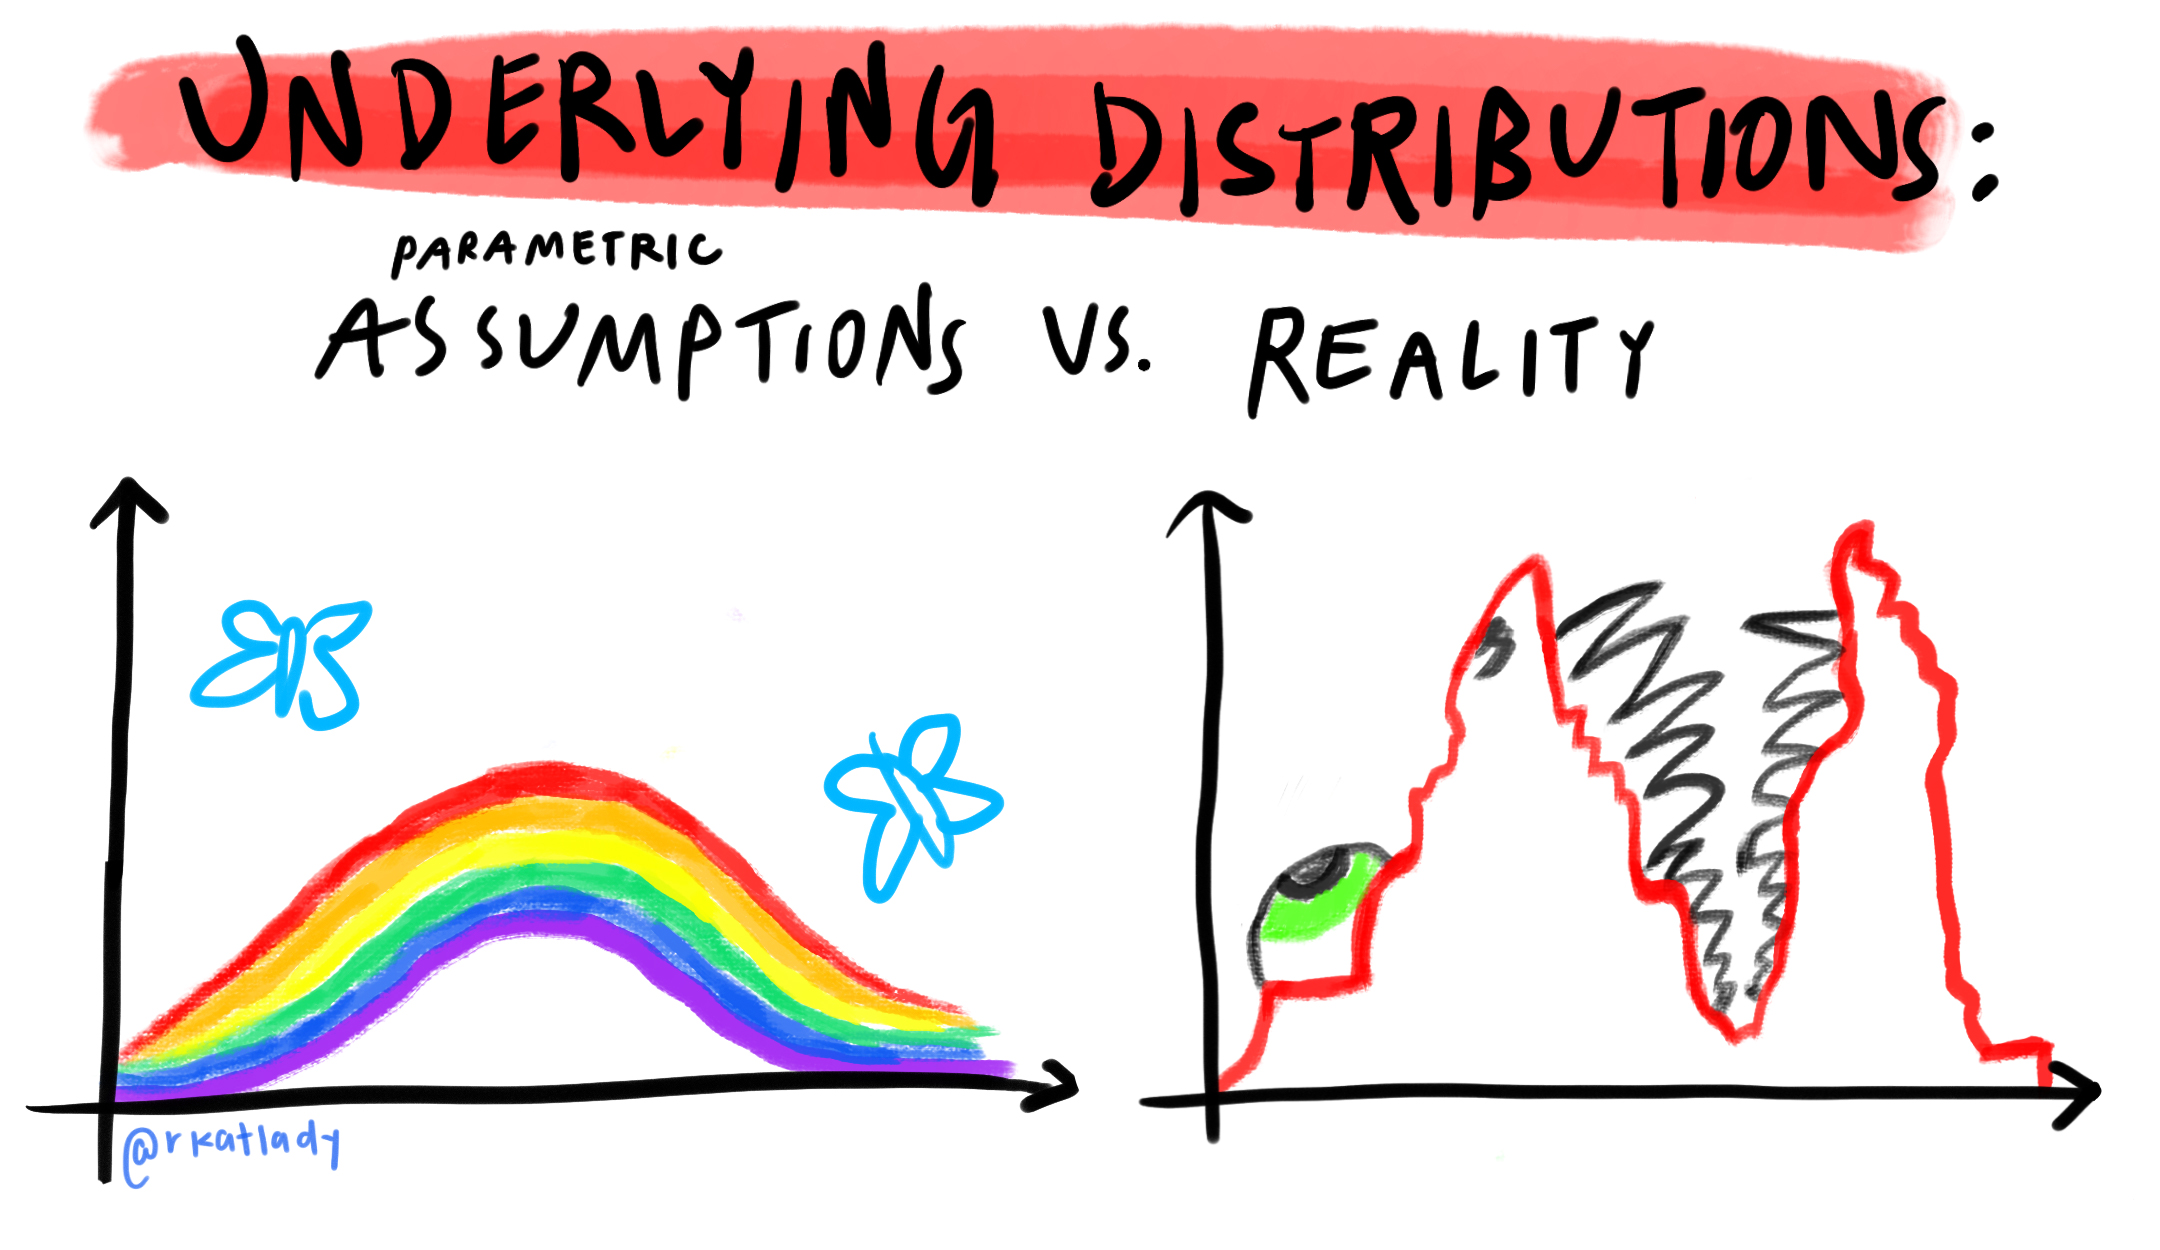 UNDERLYING DISTRIBUTIONS:
PARAMETRIC
ASSUMPTIONS VS. REALITY
@rkatlady